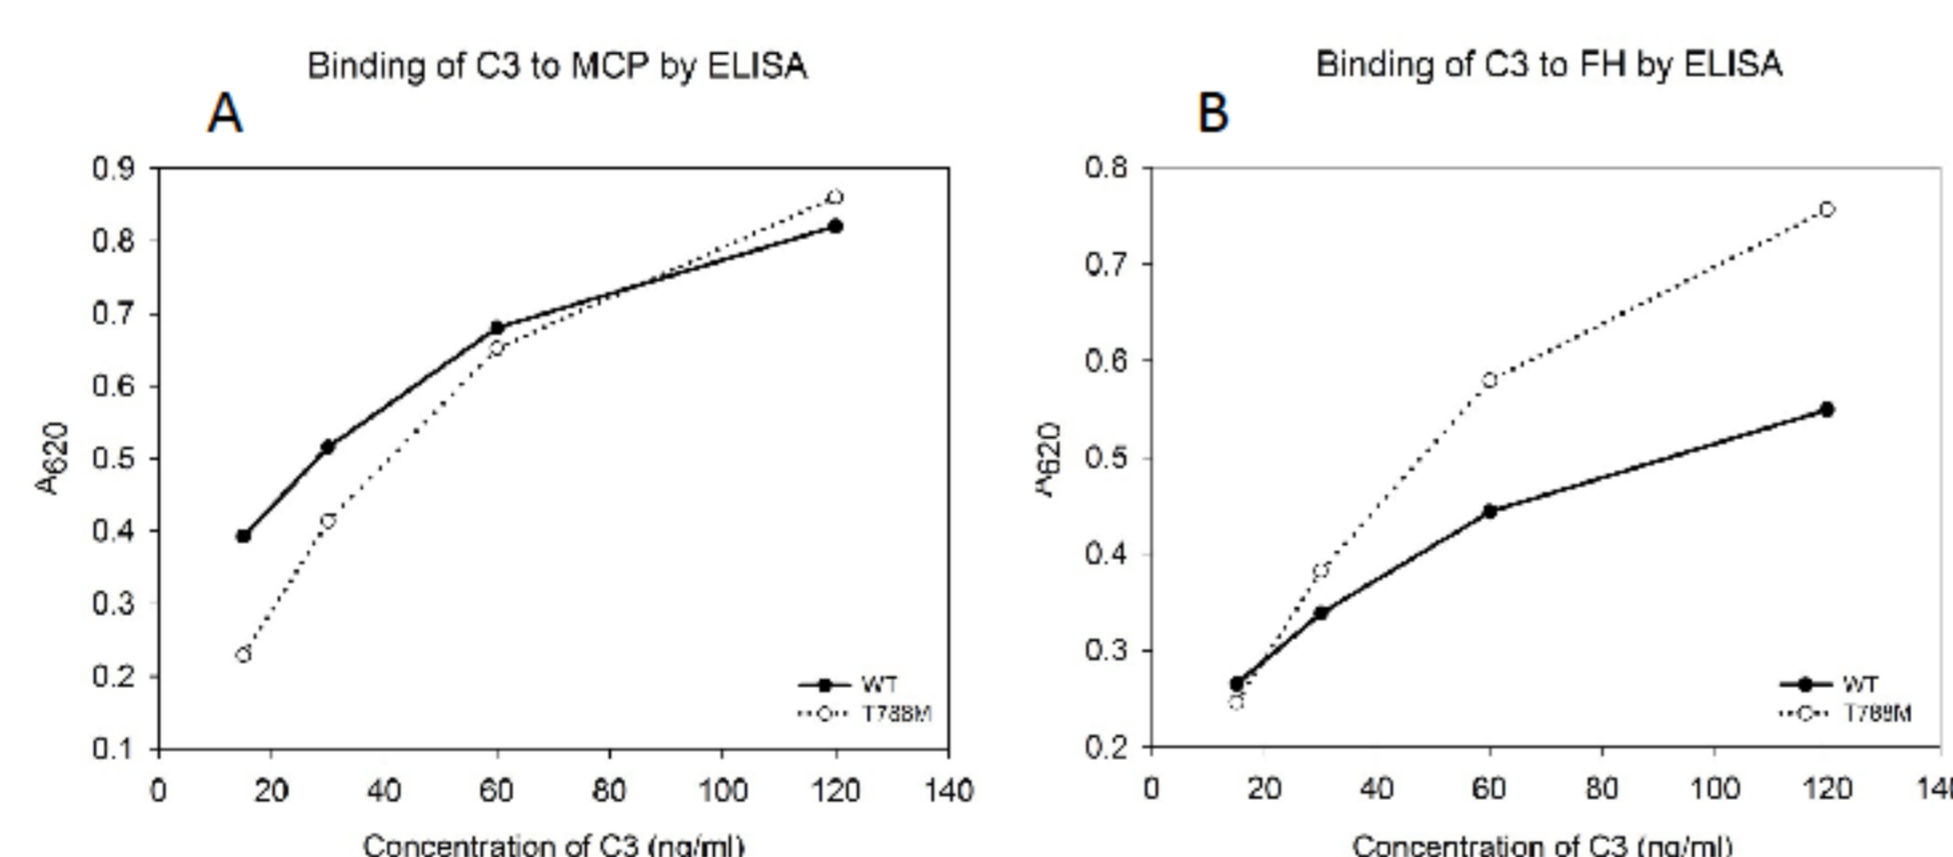 Binding of C3 to MCP by ELISA
A
0.9
0.8
0.7
0.6
0.5
0.4
0.3
0.2
0.1
A620
WT
T788M
0 20 40 60 80 100 120 140
Concentration of C3 (ng/ml)
Binding of C3 to FH by ELISA
B
0.8
0.7
0.6
0.5
0.4
0.3
0.2
A620
WT
T788M
0 20 40 60 80 100 120 140
Concentration of C3 (ng/ml)